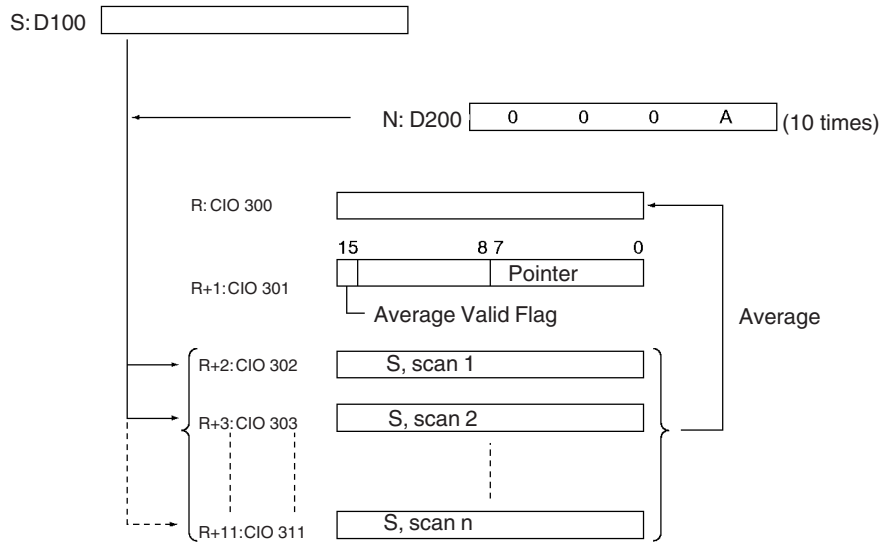 S: D100
N: D200 0 0 0 A (10 times)
R: CIO 300
15 8 7 0
R+1: CIO 301 Pointer
Average Valid Flag
Average
R+2: CIO 302 S, scan 1
R+3: CIO 303 S, scan 2
R+11: CIO 311 S, scan n